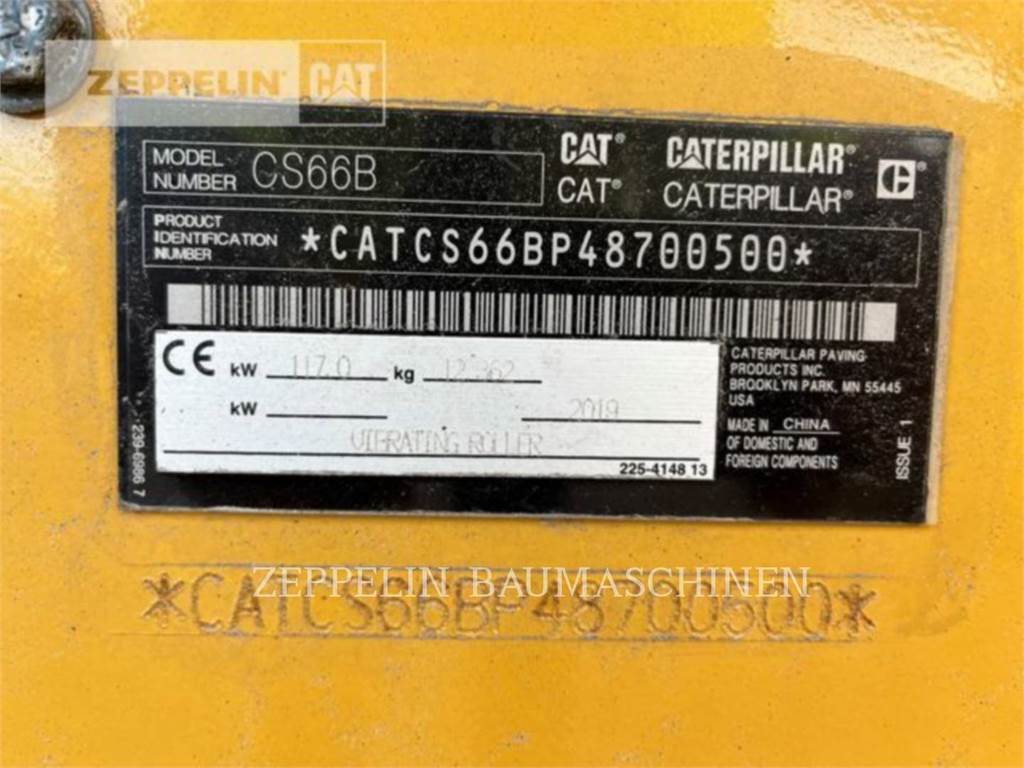 ZEPPELIN CAT
MODEL NUMBER CS66B
CAT® CATERPILLAR®
CAT® CATERPILLAR®
PRODUCT IDENTIFICATION NUMBER *CATCS66BP48700500*
CE kW 117.0 kg 12 362
kW 2019
VIBRATING ROLLER
225-4148 13
CATERPILLAR PAVING
PRODUCTS INC.
BROOKLYN PARK, MN 55445
USA
MADE IN CHINA
OF DOMESTIC AND
FOREIGN COMPONENTS
ISSUE 1
239-6986 7
ZEPPELIN BAUMASCHINEN
*CATCS66BP48700500*